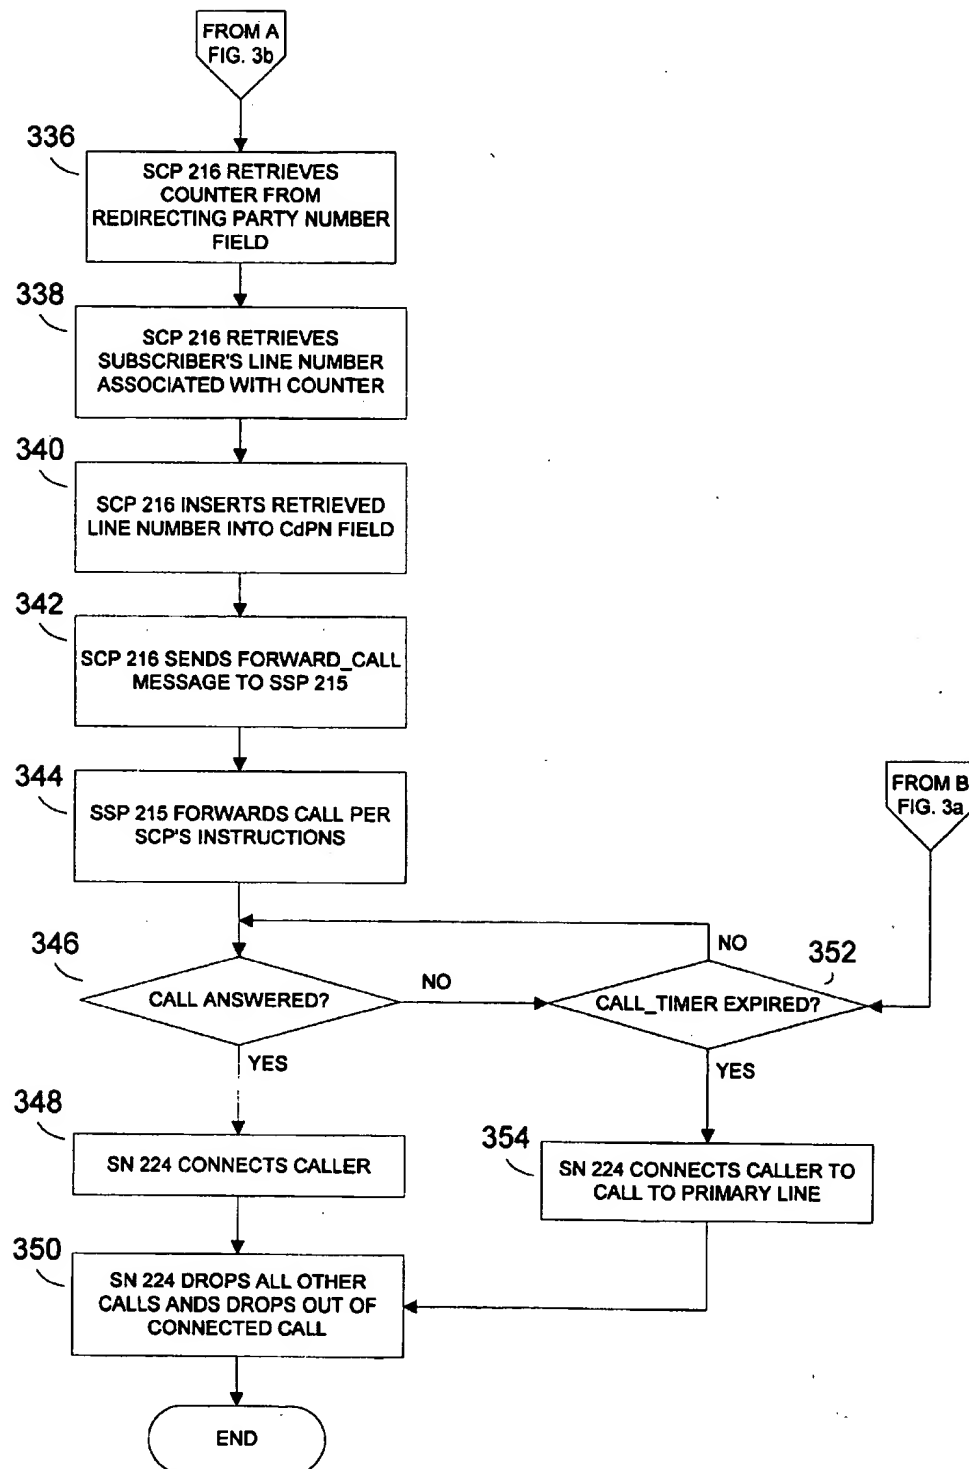 FROM A
FIG. 3b
336
SCP 216 RETRIEVES
COUNTER FROM
REDIRECTING PARTY NUMBER
FIELD
338
SCP 216 RETRIEVES
SUBSCRIBER'S LINE NUMBER
ASSOCIATED WITH COUNTER
340
SCP 216 INSERTS RETRIEVED
LINE NUMBER INTO CdPN FIELD
342
SCP 216 SENDS FORWARD_CALL
MESSAGE TO SSP 215
344
SSP 215 FORWARDS CALL PER
SCP'S INSTRUCTIONS
FROM B
FIG. 3a
346
CALL ANSWERED?
NO
YES
352
CALL_TIMER EXPIRED?
NO
YES
348
SN 224 CONNECTS CALLER
354
SN 224 CONNECTS CALLER TO
CALL TO PRIMARY LINE
350
SN 224 DROPS ALL OTHER
CALLS ANDS DROPS OUT OF
CONNECTED CALL
END